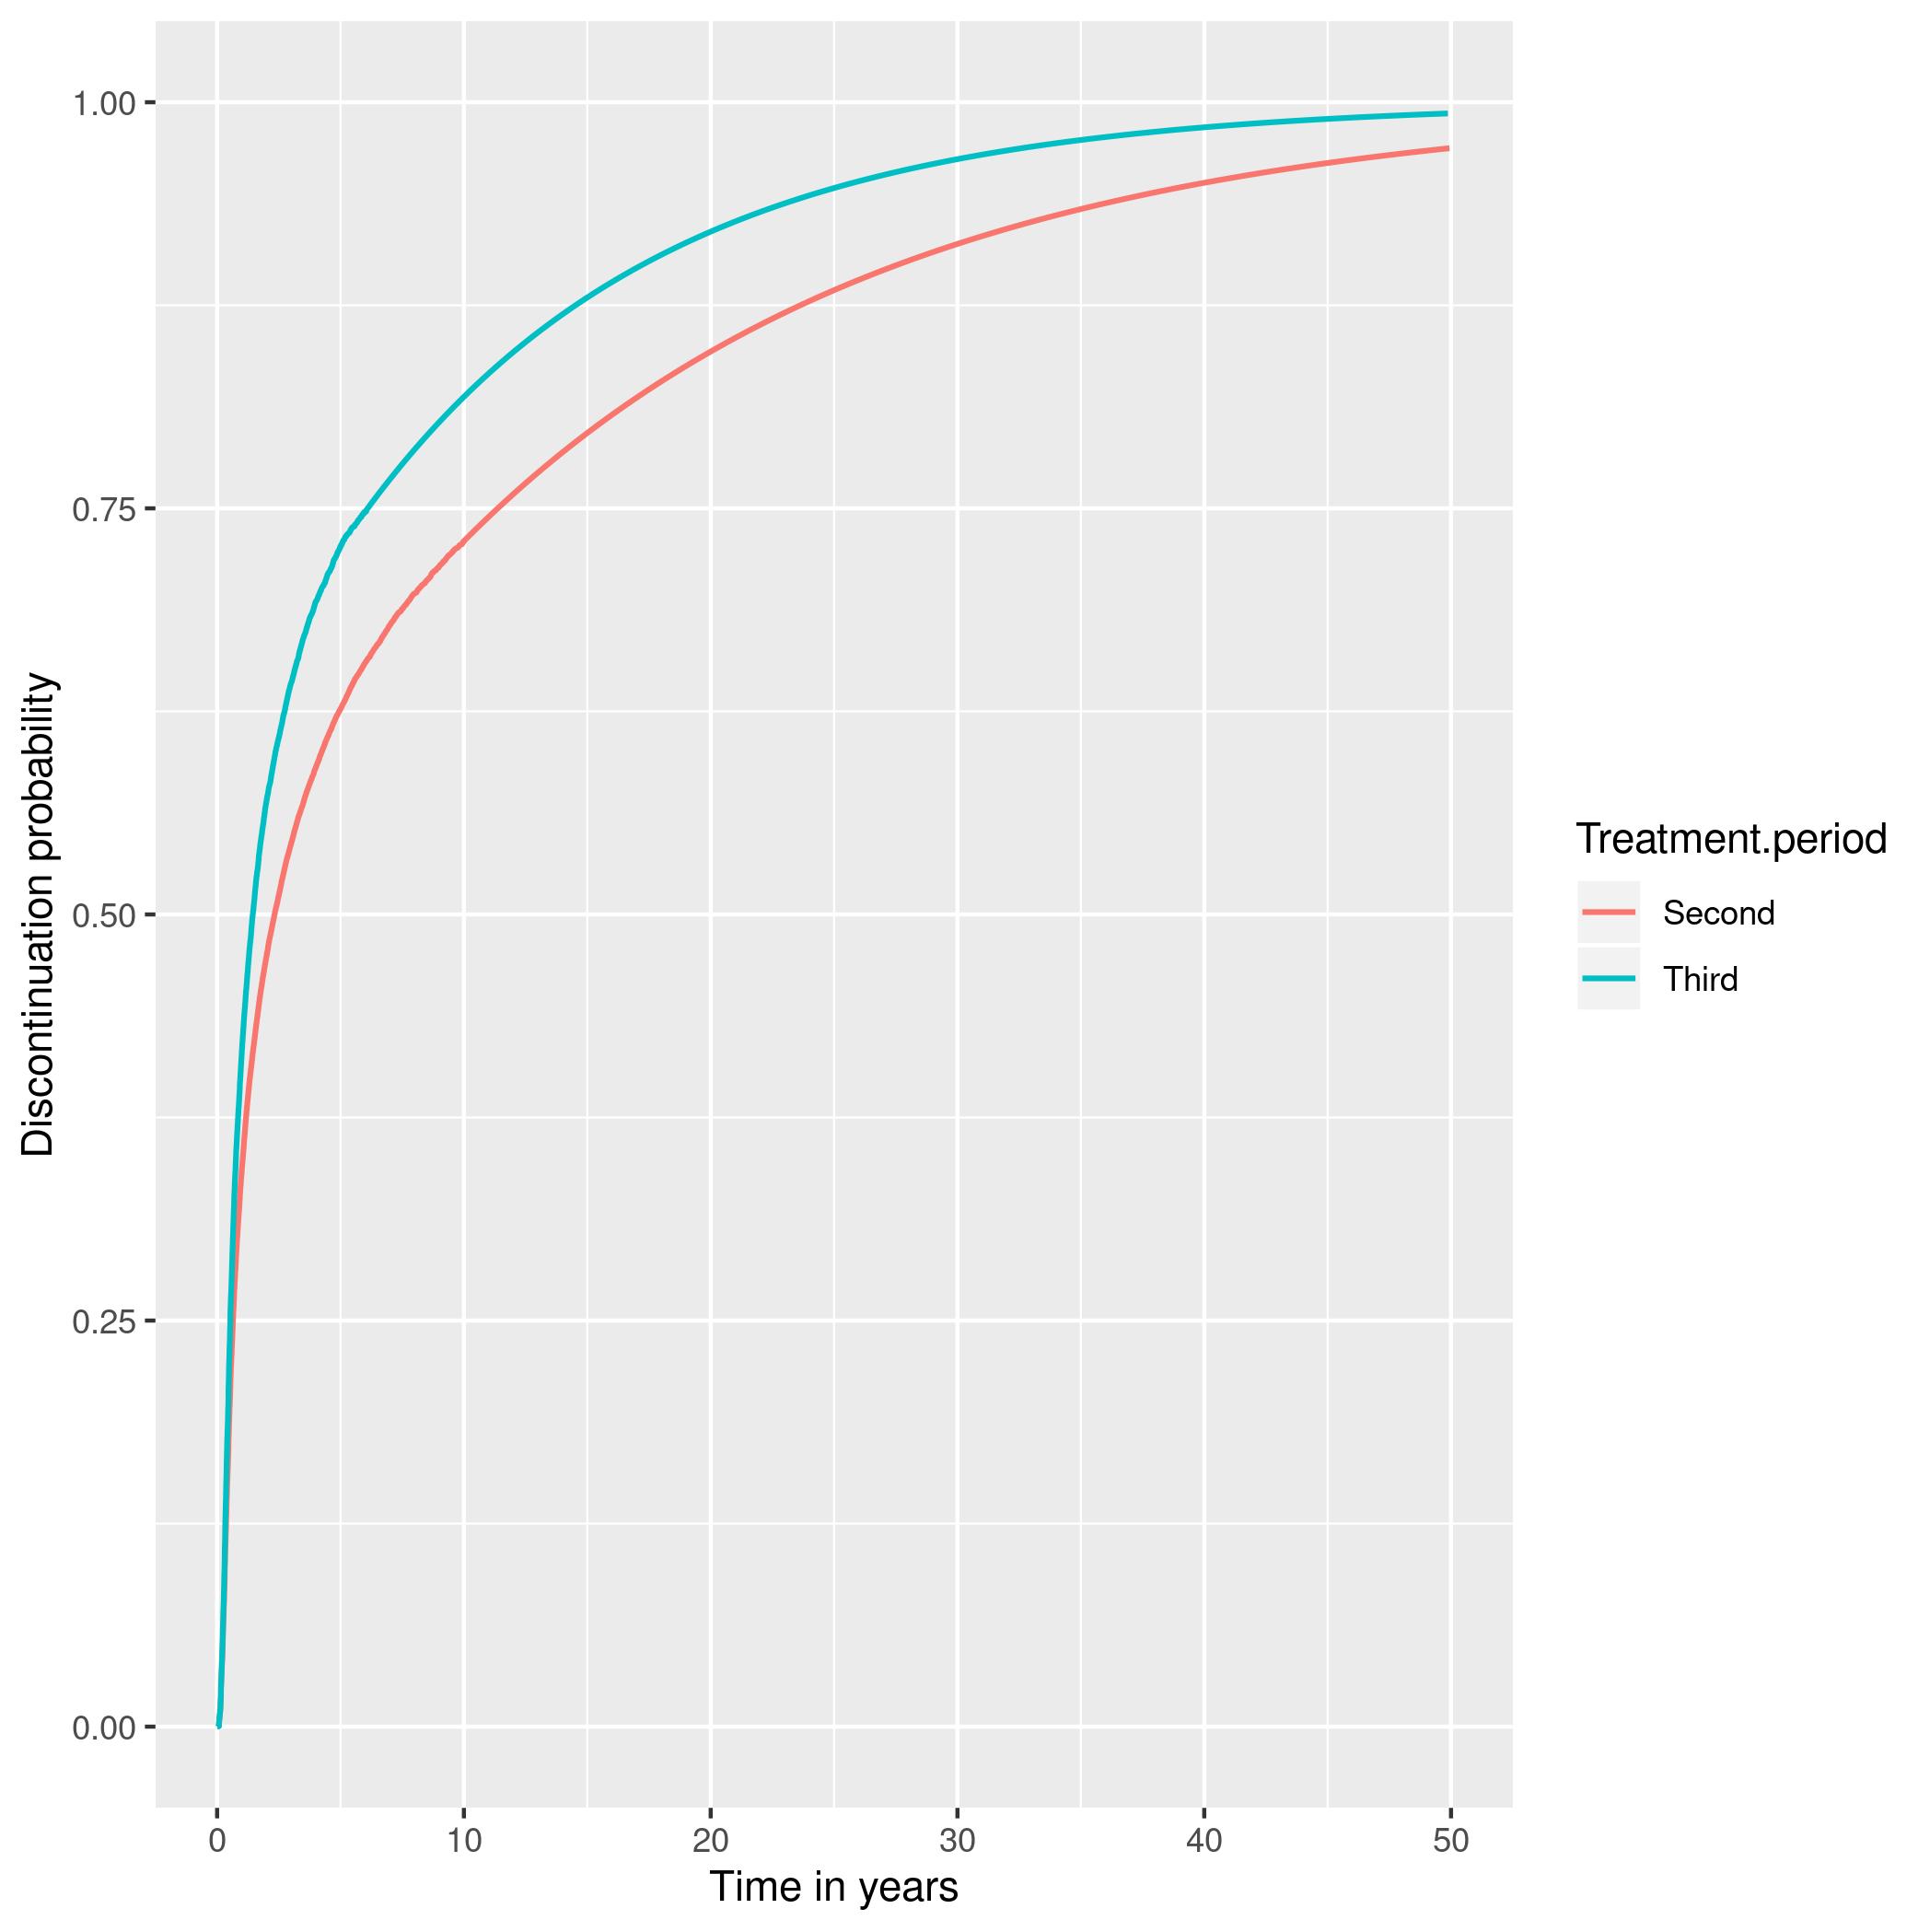 1.00
0.75
0.50
0.25
0.00
Discontinuation probability
0 10 20 30 40 50
Time in years
Treatment.period
Second
Third